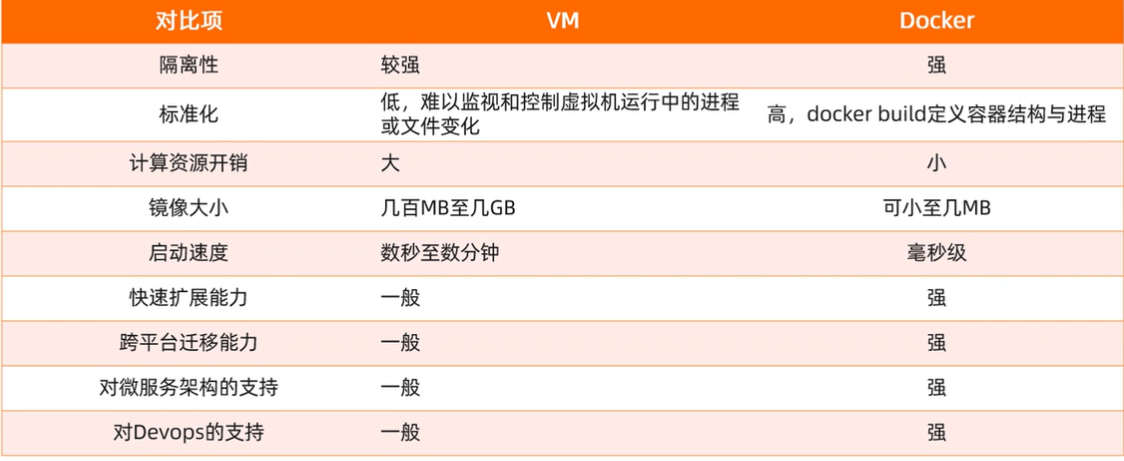 对比项 VM Docker
隔离性 较强 强
标准化 低，难以监视和控制虚拟机运行中的进程
或文件变化 高，docker build定义容器结构与进程
计算资源开销 大 小
镜像大小 几百MB至几GB 可小至几MB
启动速度 数秒至数分钟 毫秒级
快速扩展能力 一般 强
跨平台迁移能力 一般 强
对微服务架构的支持 一般 强
对Devops的支持 一般 强